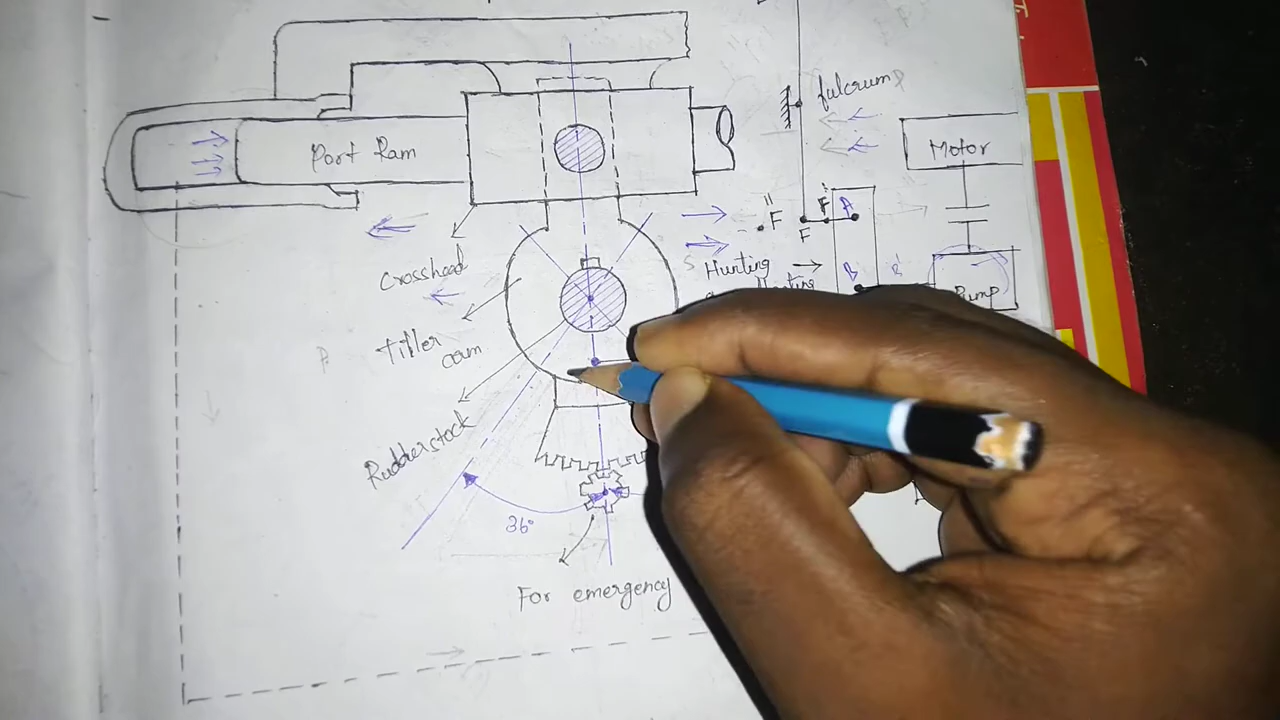 fulcrum
Motor
Port Ram
F"
F'
A
F
Crosshead
Hunting
B
B'
Pump
Tiller
arm
Rudderstock
36°
For emergency